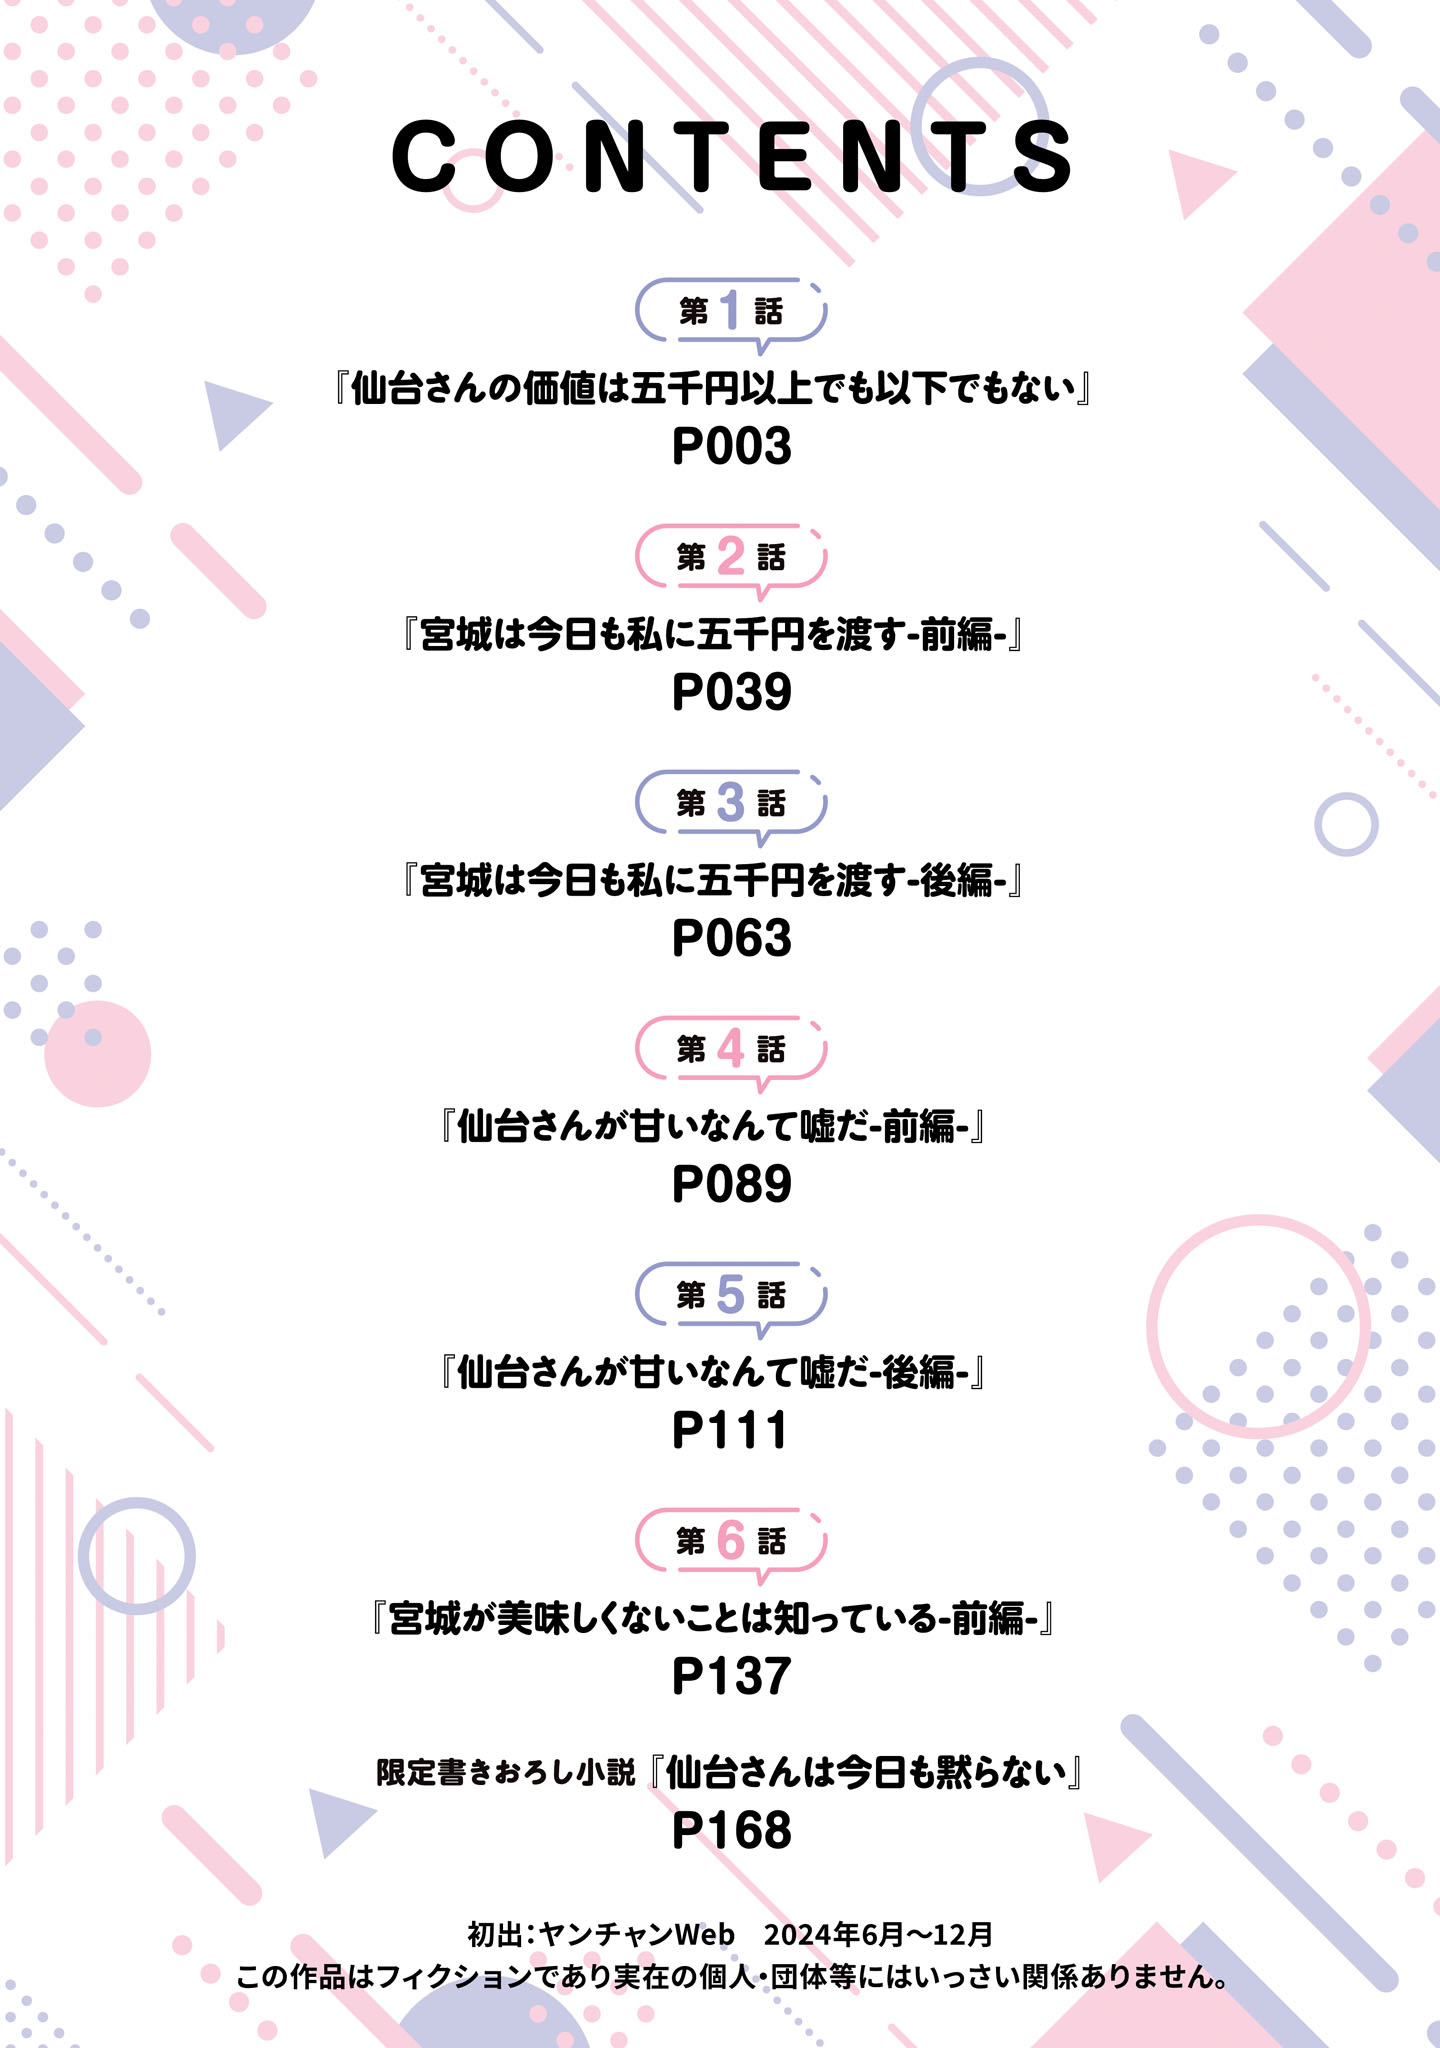 CONTENTS
第1話
『仙台さんの価値は五千円以上でも以下でもない』
P003
第2話
『宮城は今日も私に五千円を渡す-前編-』
P039
第3話
『宮城は今日も私に五千円を渡す-後編-』
P063
第4話
『仙台さんが甘いなんて嘘だ-前編-』
P089
第5話
『仙台さんが甘いなんて嘘だ-後編-』
P111
第6話
『宮城が美味しくないことは知っている-前編-』
P137
限定書きおろし小説『仙台さんは今日も黙らない』
P168
初出：ヤンチャンWeb　2024年6月～12月
この作品はフィクションであり実在の個人・団体等にはいっさい関係ありません。